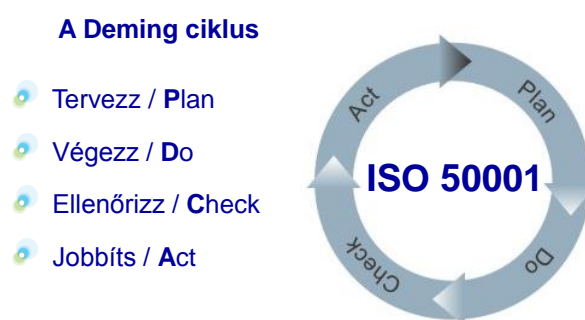 A Deming ciklus
Tervezz / Plan
Végezz / Do
Ellenőrizz / Check
Jobbíts / Act
Act
Plan
ISO 50001
Check
Do